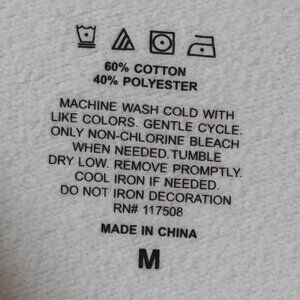 60% COTTON
40% POLYESTER
MACHINE WASH COLD WITH
LIKE COLORS. GENTLE CYCLE.
ONLY NON-CHLORINE BLEACH
WHEN NEEDED. TUMBLE
DRY LOW. REMOVE PROMPTLY.
COOL IRON IF NEEDED.
DO NOT IRON DECORATION
RN# 117508
MADE IN CHINA
M